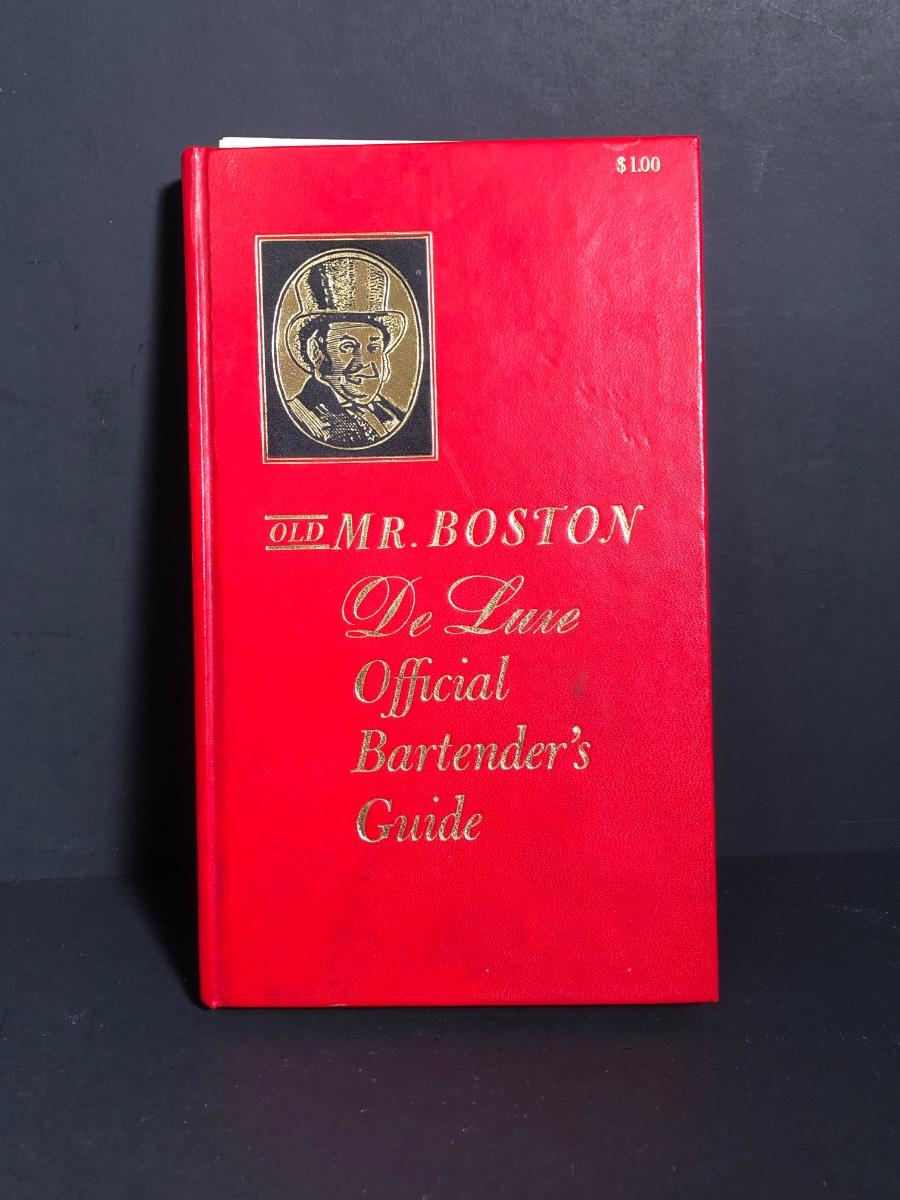 $1.00
OLD MR. BOSTON
De Luxe
Official
Bartender's
Guide